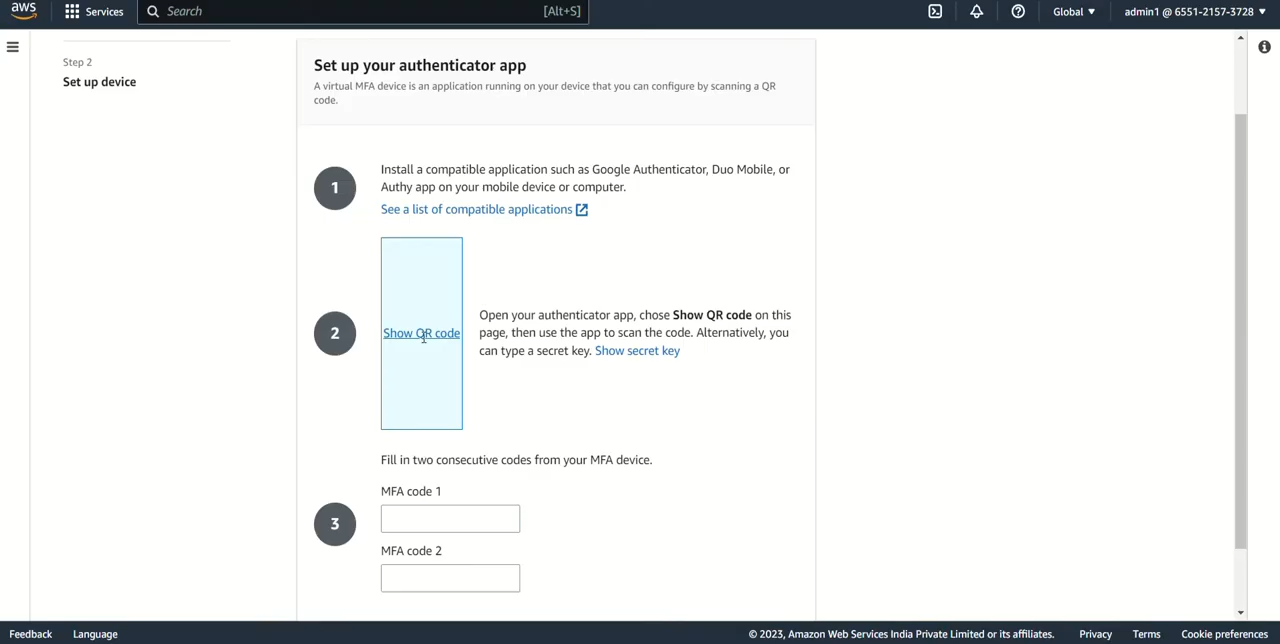 aws
Services
Search
[Alt+S]
Global
admin1 @ 6551-2157-3728
Step 2
Set up device
Set up your authenticator app
A virtual MFA device is an application running on your device that you can configure by scanning a QR
code.
1
Install a compatible application such as Google Authenticator, Duo Mobile, or
Authy app on your mobile device or computer.
See a list of compatible applications
2
Show QR code
Open your authenticator app, chose Show QR code on this
page, then use the app to scan the code. Alternatively, you
can type a secret key. Show secret key
3
Fill in two consecutive codes from your MFA device.
MFA code 1
MFA code 2
Feedback
Language
© 2023, Amazon Web Services India Private Limited or its affiliates.
Privacy
Terms
Cookie preferences